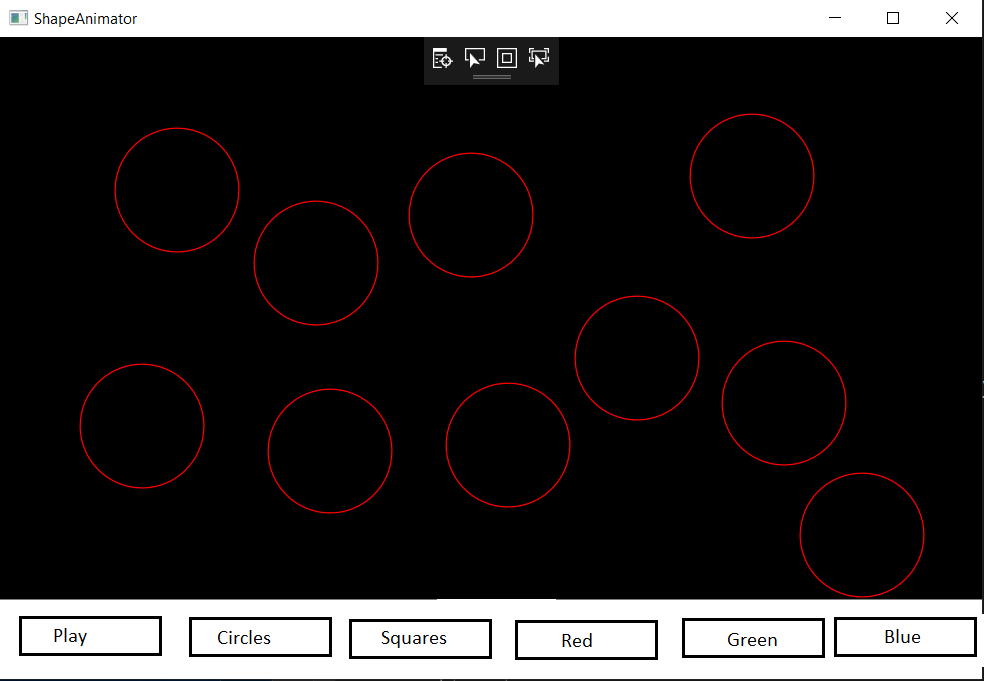 ShapeAnimator
Play
Circles
Squares
Red
Green
Blue